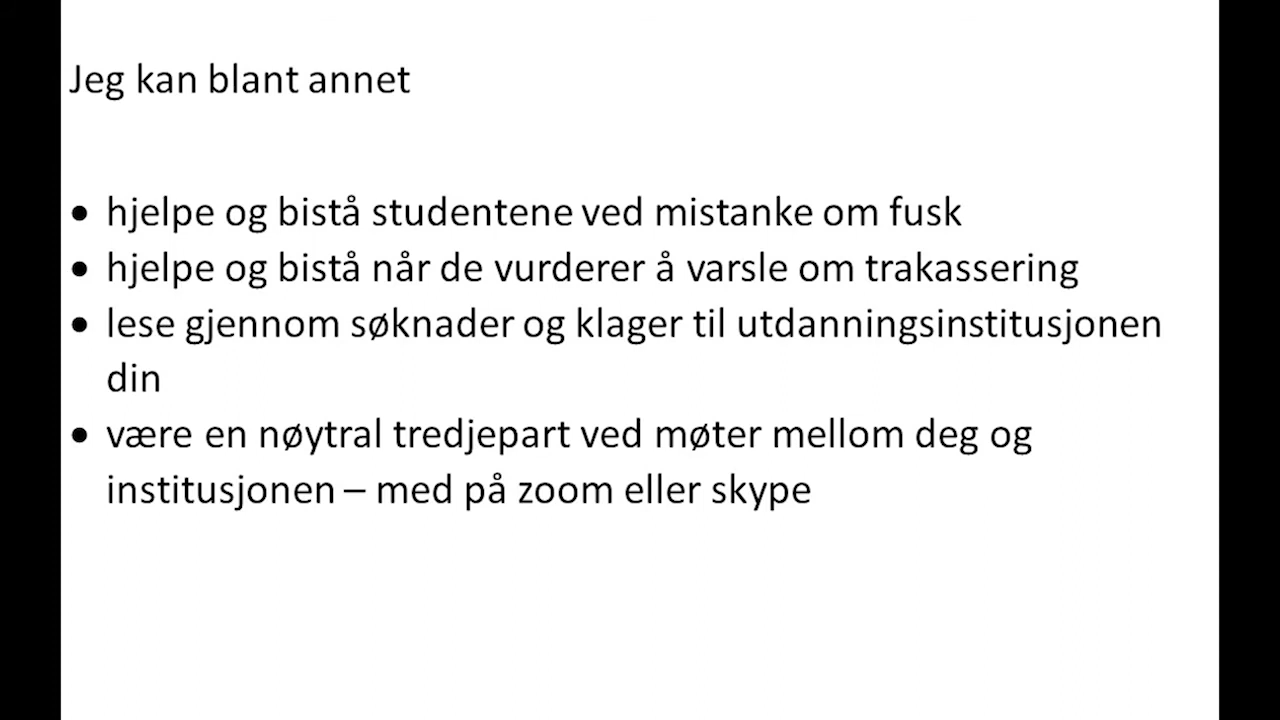 Jeg kan blant annet
• hjelpe og bistå studentene ved mistanke om fusk
• hjelpe og bistå når de vurderer å varsle om trakassering
• lese gjennom søknader og klager til utdanningsinstitusjonen
din
• være en nøytral tredjepart ved møter mellom deg og
institusjonen – med på zoom eller skype